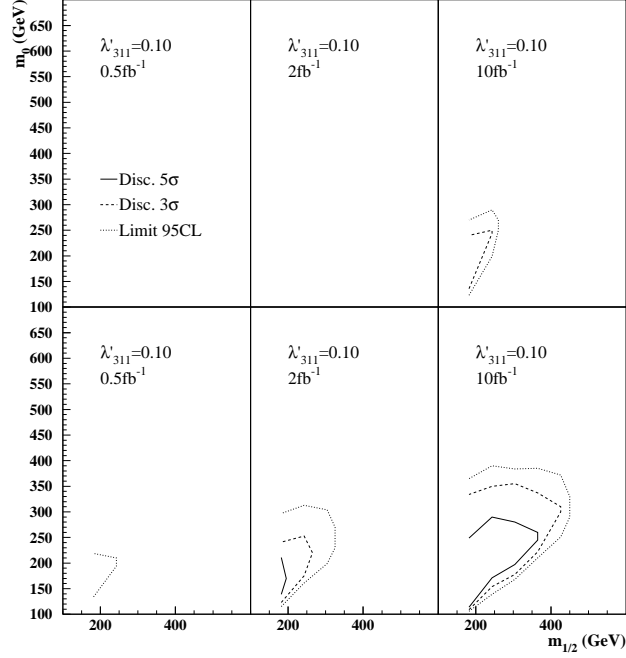 m0 (GeV)
650
600
550
500
450
400
350
300
250
200
150
100
λ'311=0.10
0.5fb-1
λ'311=0.10
2fb-1
λ'311=0.10
10fb-1
Disc. 5σ
Disc. 3σ
Limit 95CL
650
600
550
500
450
400
350
300
250
200
150
100
λ'311=0.10
0.5fb-1
λ'311=0.10
2fb-1
λ'311=0.10
10fb-1
200 400 200 400 200 400
m1/2 (GeV)